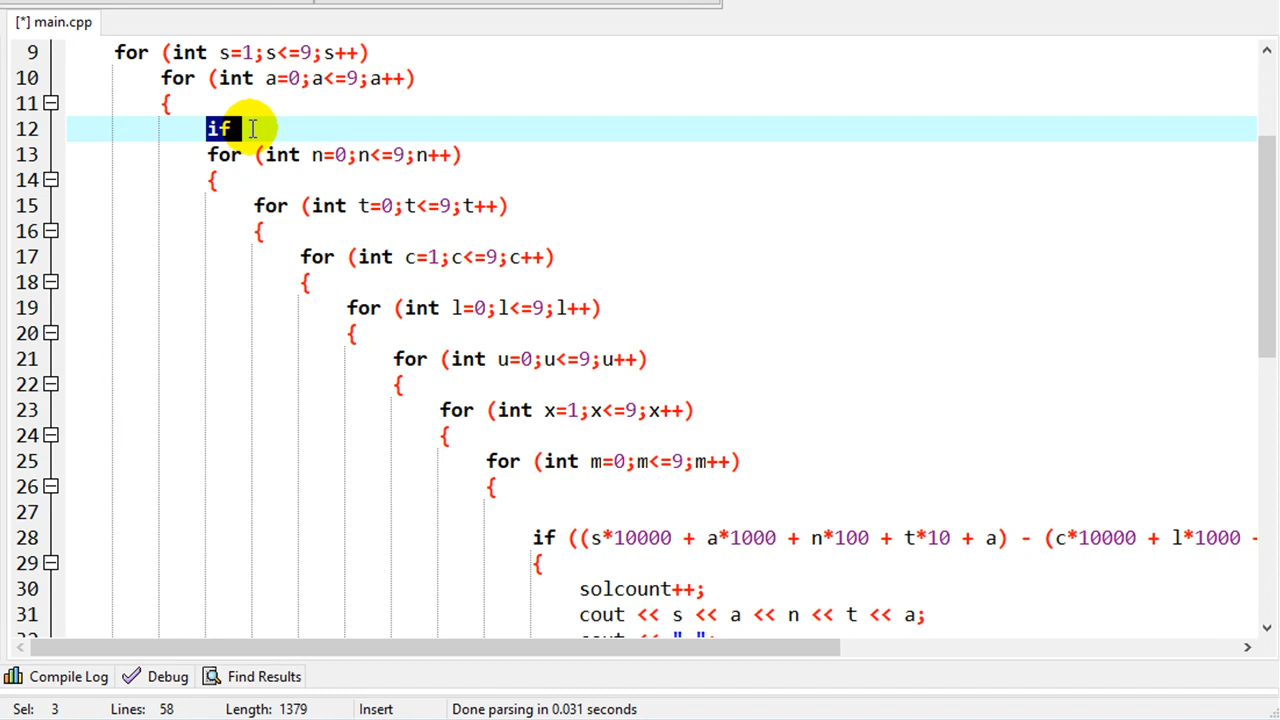 [*] main.cpp
9 for (int s=1;s<=9;s++)
10 for (int a=0;a<=9;a++)
11 {
12 if
13 for (int n=0;n<=9;n++)
14 {
15 for (int t=0;t<=9;t++)
16 {
17 for (int c=1;c<=9;c++)
18 {
19 for (int l=0;l<=9;l++)
20 {
21 for (int u=0;u<=9;u++)
22 {
23 for (int x=1;x<=9;x++)
24 {
25 for (int m=0;m<=9;m++)
26 {
27
28 if ((s*10000 + a*1000 + n*100 + t*10 + a) - (c*10000 + l*1000 -
29 {
30 solcount++;
31 cout << s << a << n << t << a;
Compile Log Debug Find Results
Sel: 3 Lines: 58 Length: 1379 Insert Done parsing in 0.031 seconds